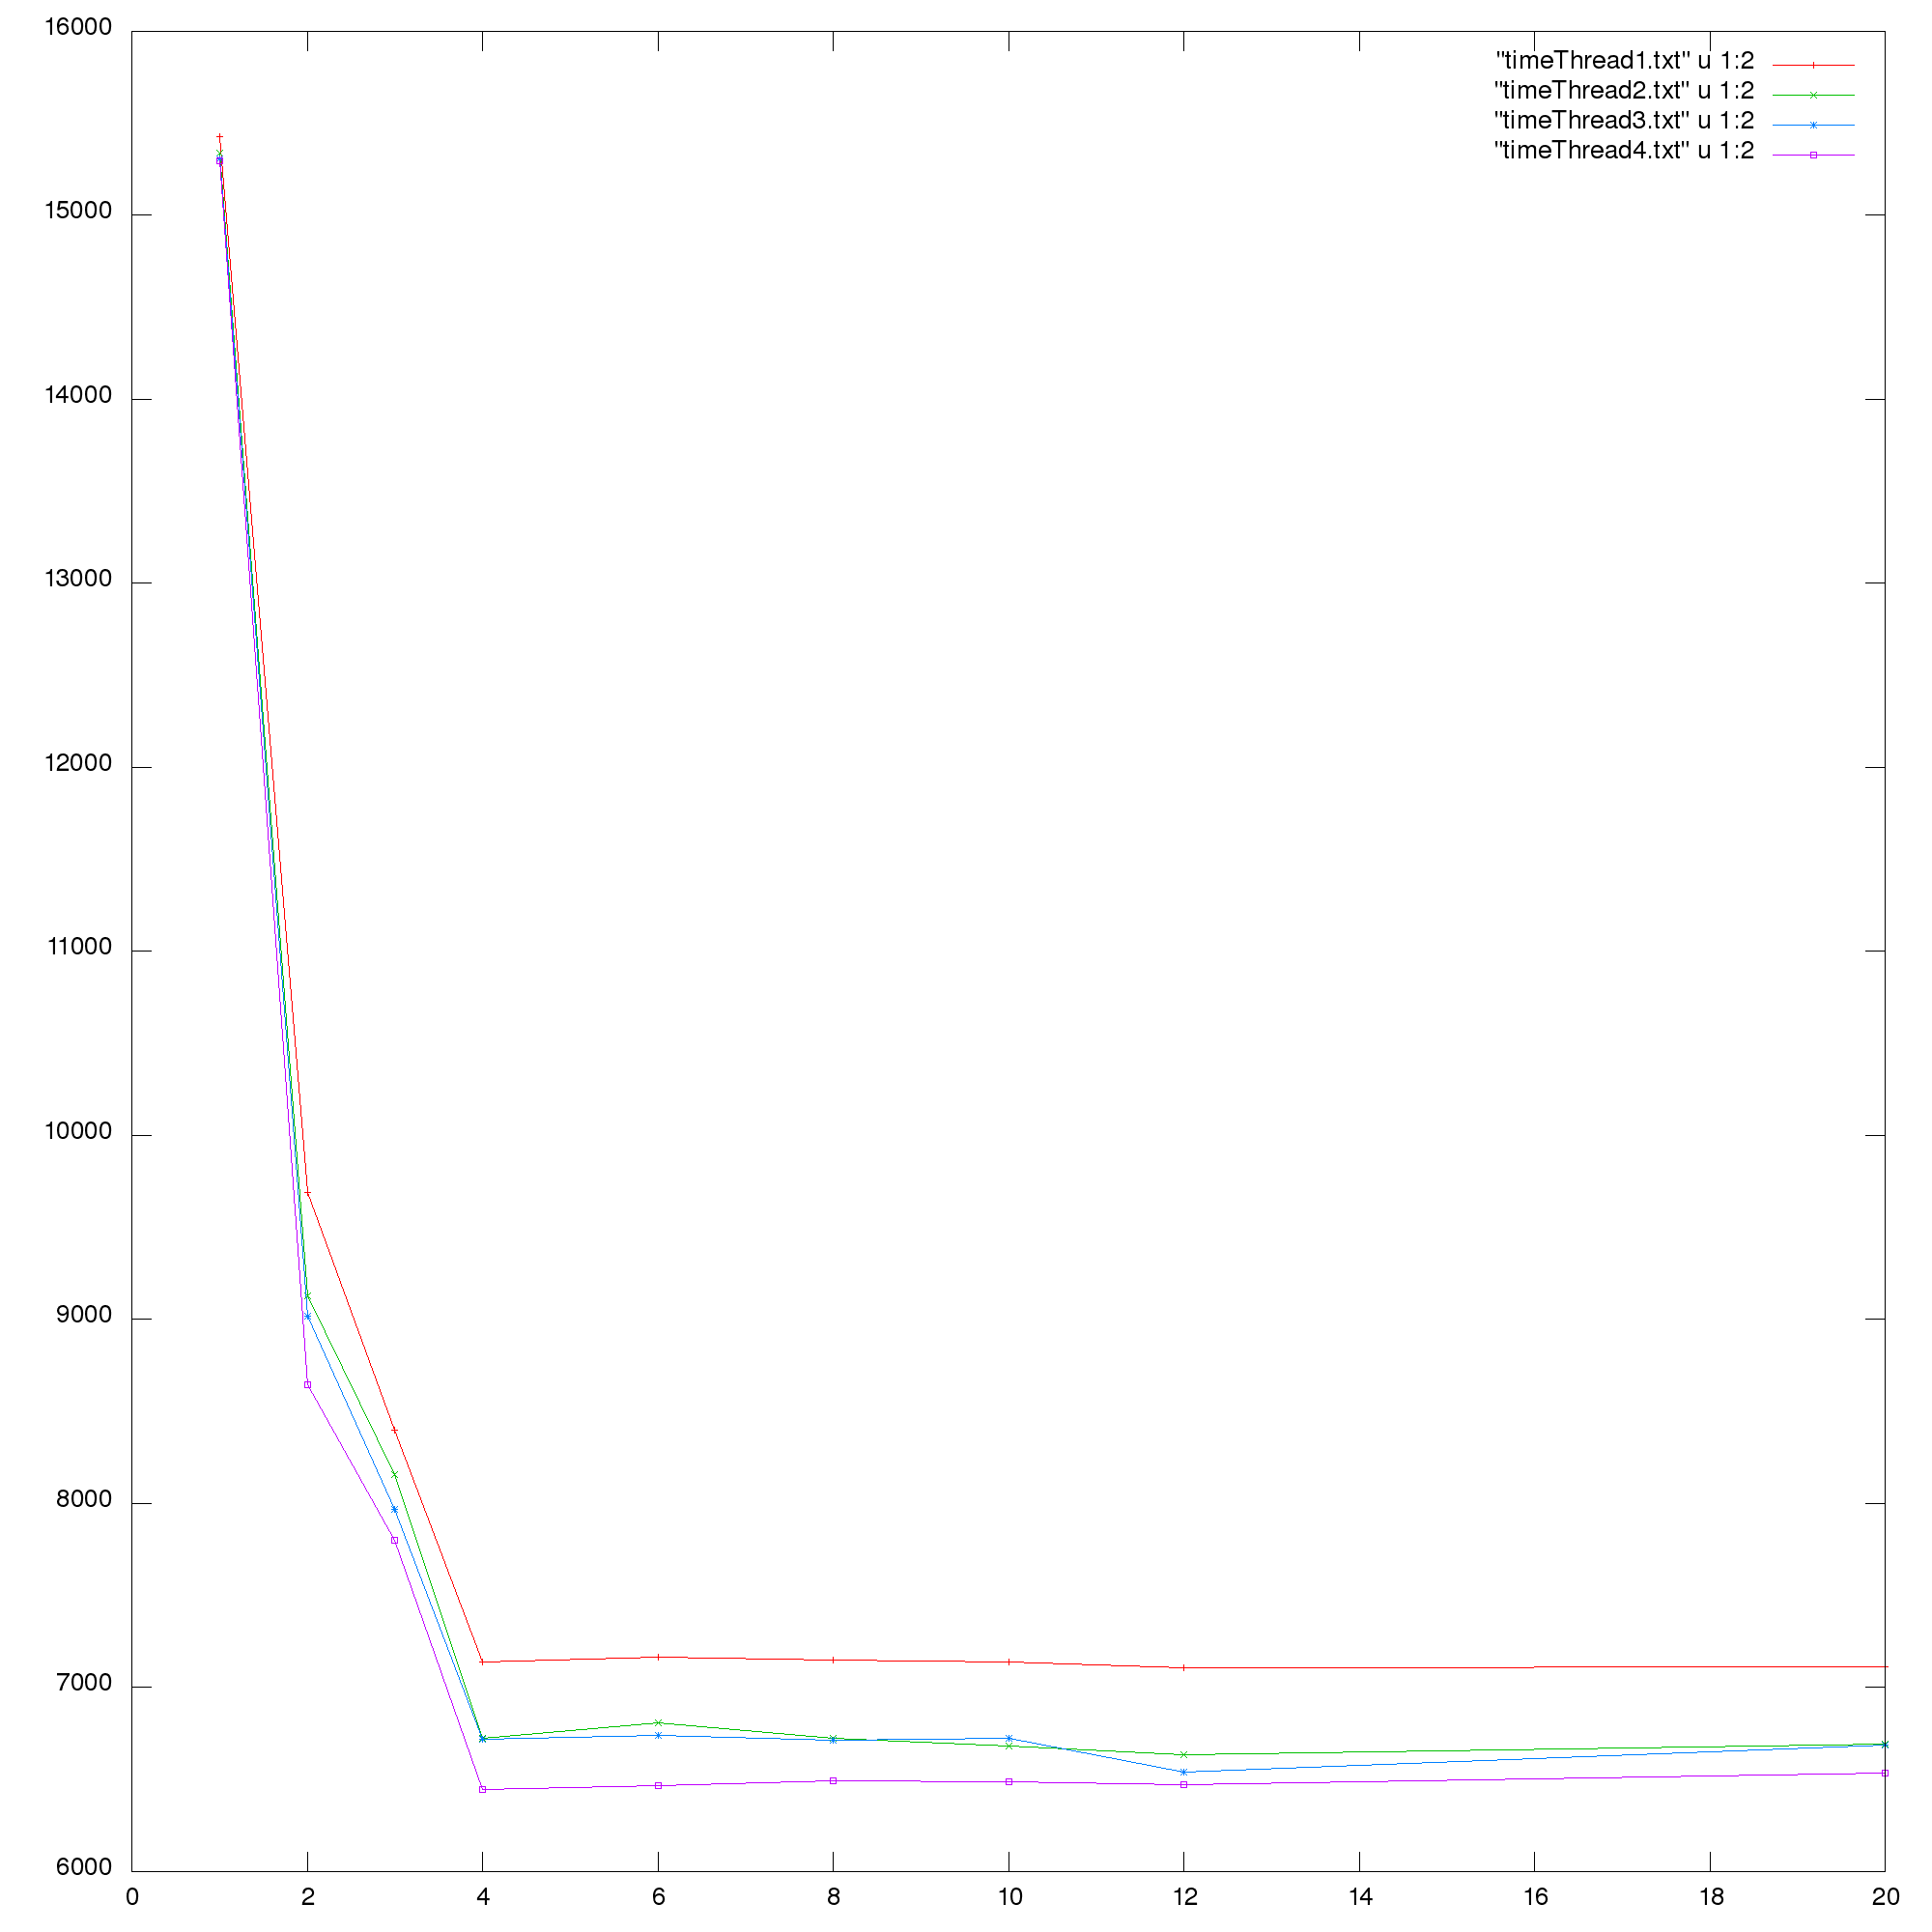 16000
15000
14000
13000
12000
11000
10000
9000
8000
7000
6000
0 2 4 6 8 10 12 14 16 18 20
"timeThread1.txt" u 1:2
"timeThread2.txt" u 1:2
"timeThread3.txt" u 1:2
"timeThread4.txt" u 1:2